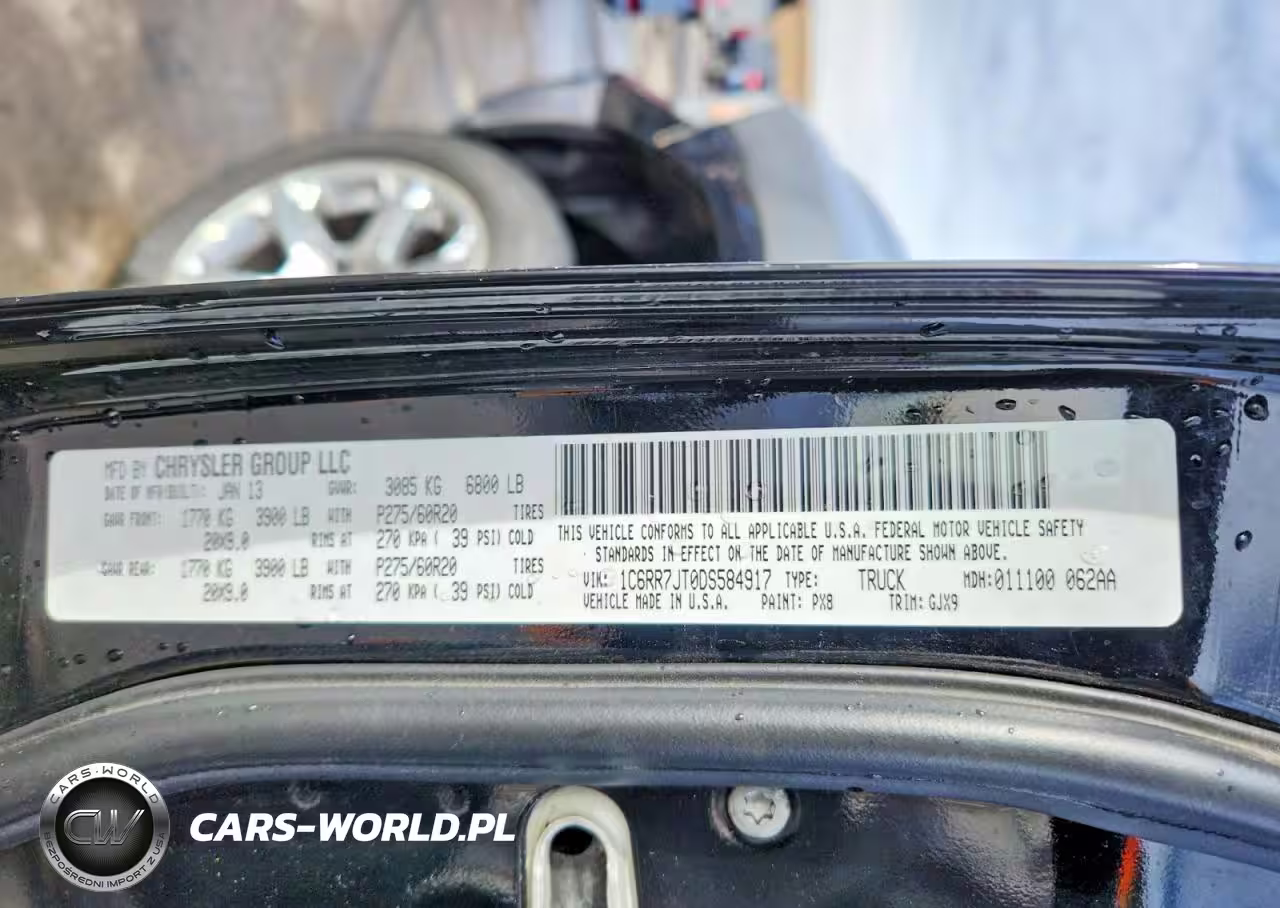 MFD BY CHRYSLER GROUP LLC
DATE OF MFR(BUILT): JAN 13 GVWR: 3085 KG 6800 LB
GAWR FRONT: 1770 KG 3900 LB WITH P275/60R20 TIRES
20X9.0 RIMS AT 270 KPA ( 39 PSI) COLD
GAWR REAR: 1770 KG 3900 LB WITH P275/60R20 TIRES
20X9.0 RIMS AT 270 KPA ( 39 PSI) COLD
THIS VEHICLE CONFORMS TO ALL APPLICABLE U.S.A. FEDERAL MOTOR VEHICLE SAFETY
STANDARDS IN EFFECT ON THE DATE OF MANUFACTURE SHOWN ABOVE.
VIN: 1C6RR7JT0DS584917 TYPE: TRUCK MDH:011100 062AA
VEHICLE MADE IN U.S.A. PAINT: PX8 TRIM:GJX9
CARS-WORLD
CW
BEZPOŚREDNI IMPORT Z USA
CARS-WORLD.PL